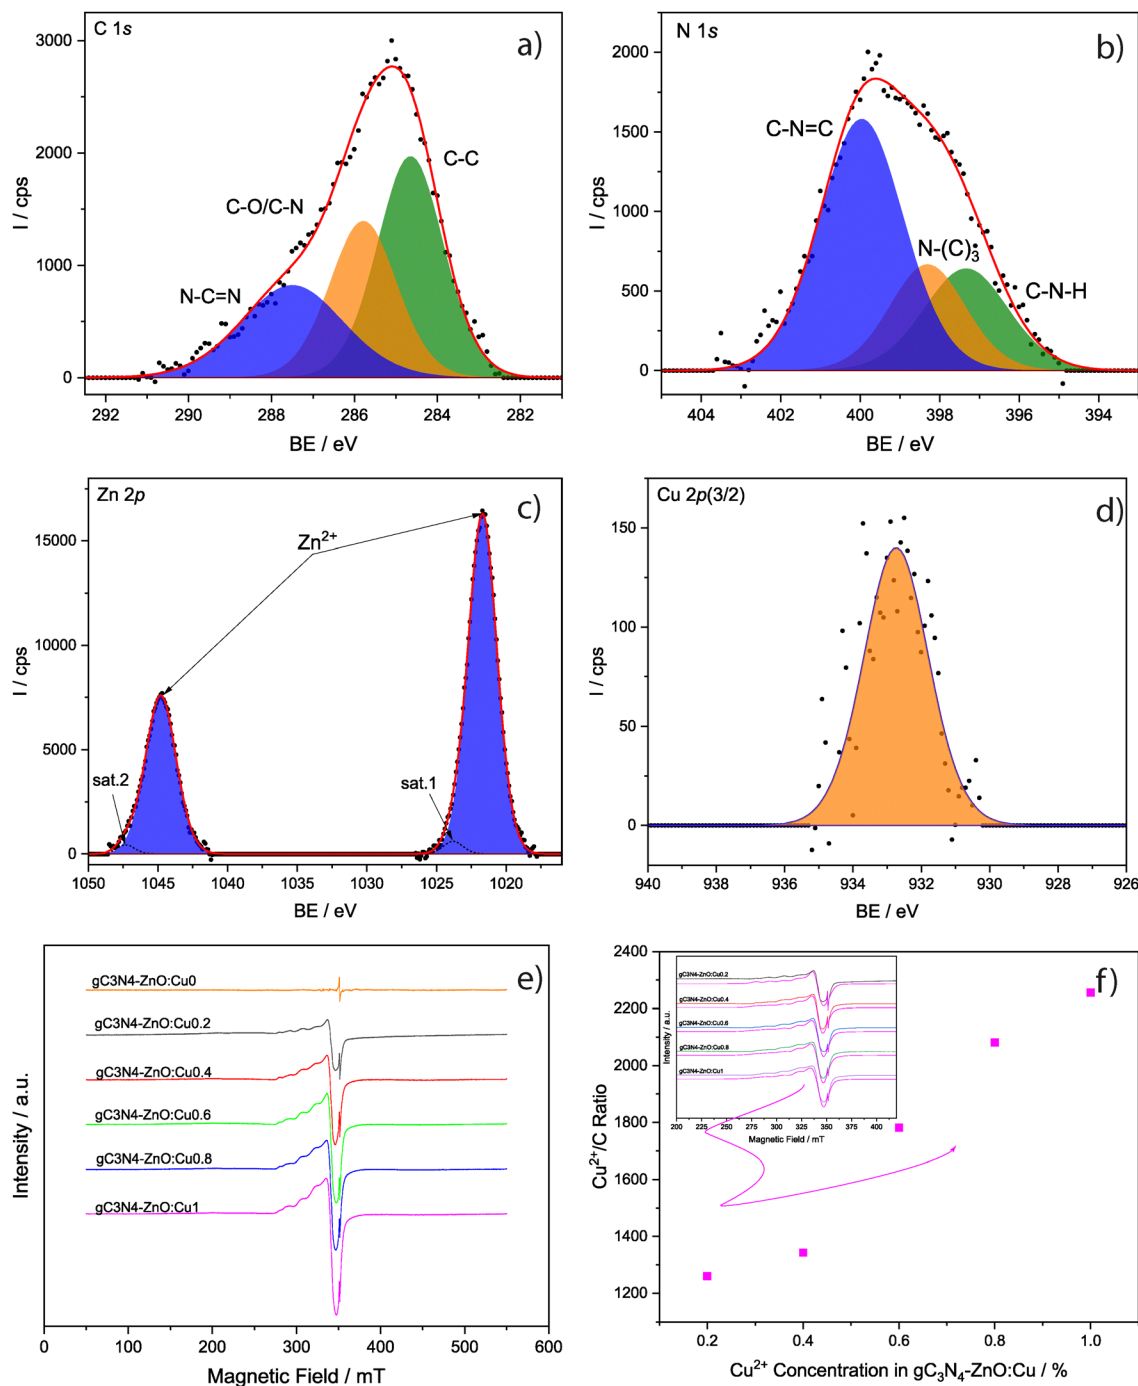 C 1s
a)
3000
2000
1000
0
I / cps
C-C
C-O/C-N
N-C=N
292 290 288 286 284 282
BE / eV
N 1s
b)
2000
1500
1000
500
0
I / cps
C-N=C
N-(C)3
C-N-H
404 402 400 398 396 394
BE / eV
Zn 2p
c)
15000
10000
5000
0
I / cps
Zn2+
sat.2
sat.1
1050 1045 1040 1035 1030 1025 1020
BE / eV
Cu 2p(3/2)
d)
150
100
50
0
I / cps
940 938 936 934 932 930 928 926
BE / eV
e)
gC3N4-ZnO:Cu0
gC3N4-ZnO:Cu0.2
gC3N4-ZnO:Cu0.4
gC3N4-ZnO:Cu0.6
gC3N4-ZnO:Cu0.8
gC3N4-ZnO:Cu1
Intensity / a.u.
0 100 200 300 400 500 600
Magnetic Field / mT
f)
2400
2200
2000
1800
1600
1400
1200
Cu2+/C Ratio
gC3N4-ZnO:Cu0.2
gC3N4-ZnO:Cu0.4
gC3N4-ZnO:Cu0.6
gC3N4-ZnO:Cu0.8
gC3N4-ZnO:Cu1
Intensity / a.u.
200 225 250 275 300 325 350 375 400
Magnetic Field / mT
0.2 0.4 0.6 0.8 1.0
Cu2+ Concentration in gC3N4-ZnO:Cu / %